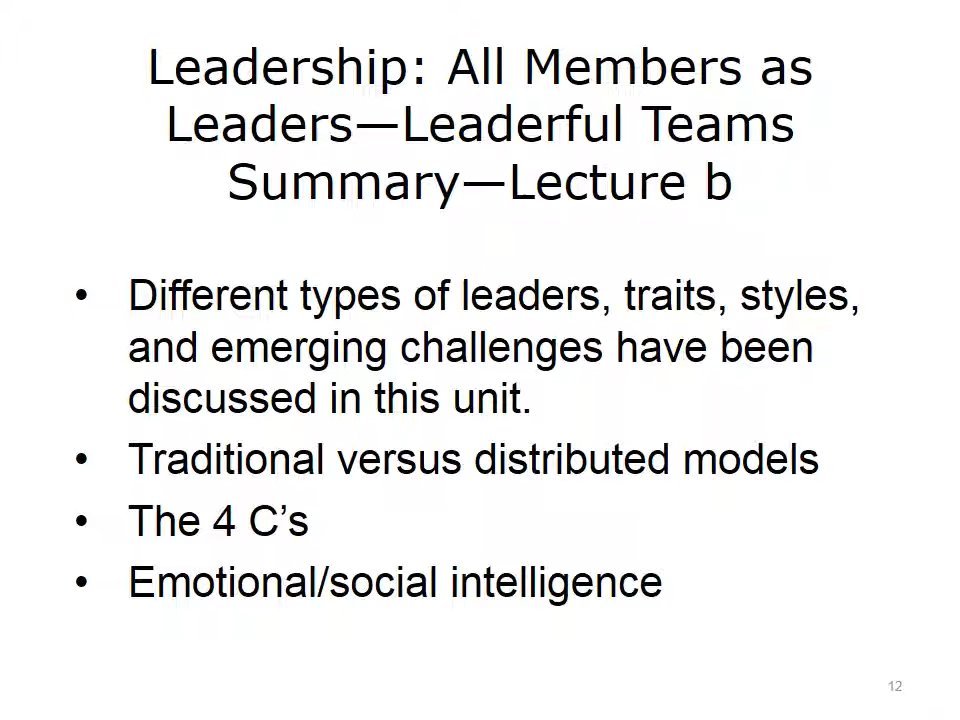 Leadership: All Members as
Leaders—Leaderful Teams
Summary—Lecture b
• Different types of leaders, traits, styles,
and emerging challenges have been
discussed in this unit.
• Traditional versus distributed models
• The 4 C’s
• Emotional/social intelligence
12